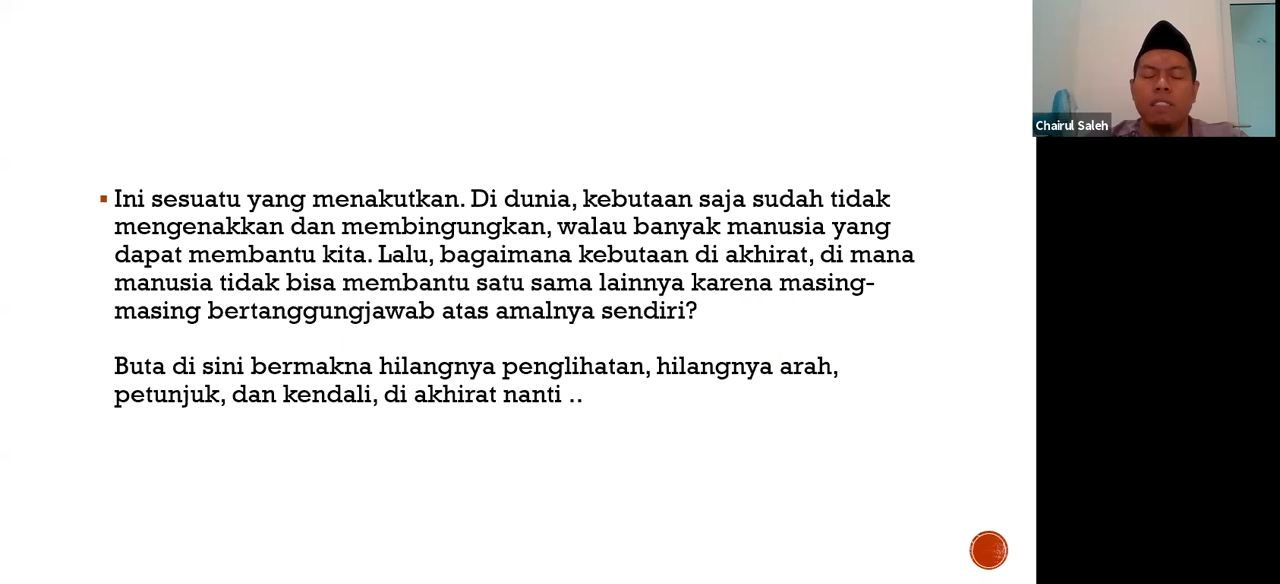 Ini sesuatu yang menakutkan. Di dunia, kebutaan saja sudah tidak
mengenakkan dan membingungkan, walau banyak manusia yang
dapat membantu kita. Lalu, bagaimana kebutaan di akhirat, di mana
manusia tidak bisa membantu satu sama lainnya karena masing-
masing bertanggungjawab atas amalnya sendiri?
Buta di sini bermakna hilangnya penglihatan, hilangnya arah,
petunjuk, dan kendali, di akhirat nanti ..
Chairul Saleh